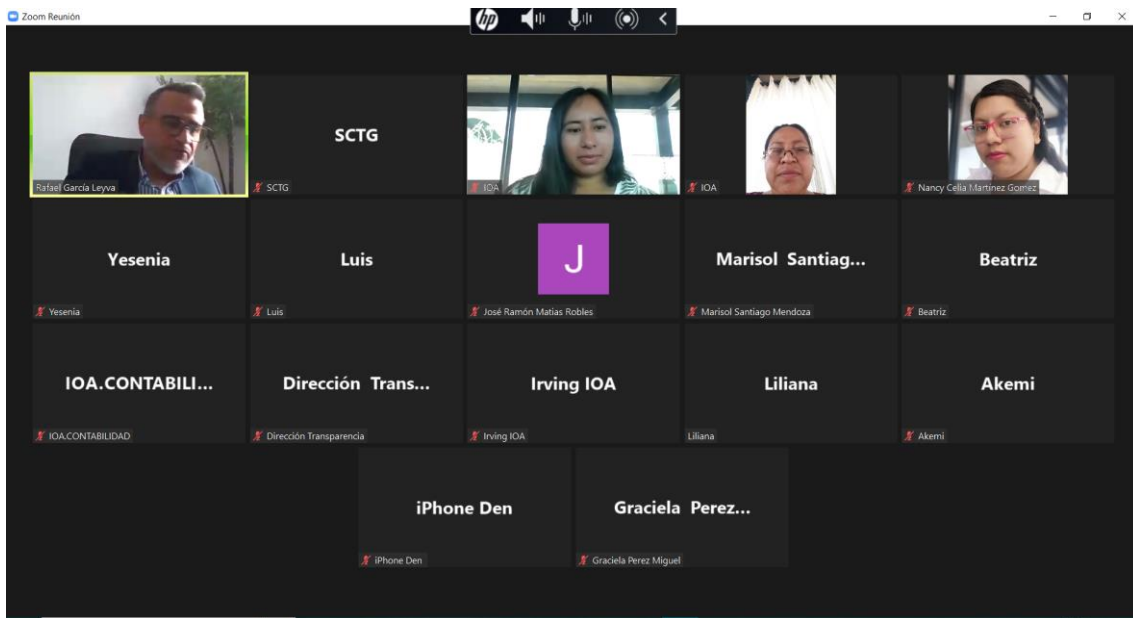 Zoom Reunión
hp
Rafael García Leyva
SCTG
SCTG
IOA
IOA
Nancy Celia Martinez Gomez
Yesenia
Yesenia
Luis
Luis
J
José Ramón Matias Robles
Marisol Santiag...
Marisol Santiago Mendoza
Beatriz
Beatriz
IOA.CONTABILI...
IOA.CONTABILIDAD
Dirección Trans...
Dirección Transparencia
Irving IOA
Irving IOA
Liliana
Liliana
Akemi
Akemi
iPhone Den
iPhone Den
Graciela Perez...
Graciela Perez Miguel